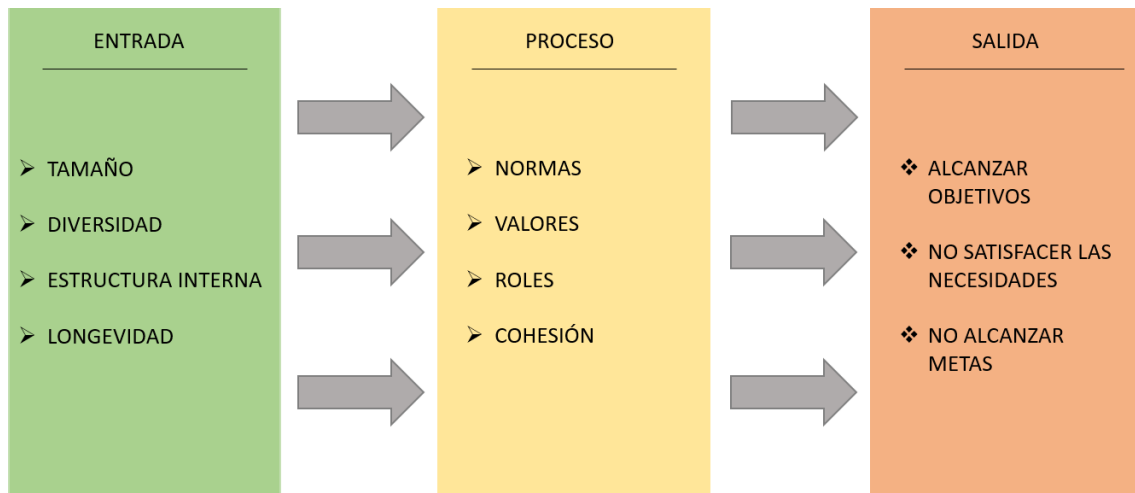 ENTRADA
TAMAÑO
DIVERSIDAD
ESTRUCTURA INTERNA
LONGEVIDAD
PROCESO
NORMAS
VALORES
ROLES
COHESIÓN
SALIDA
ALCANZAR
OBJETIVOS
NO SATISFACER LAS
NECESIDADES
NO ALCANZAR
METAS